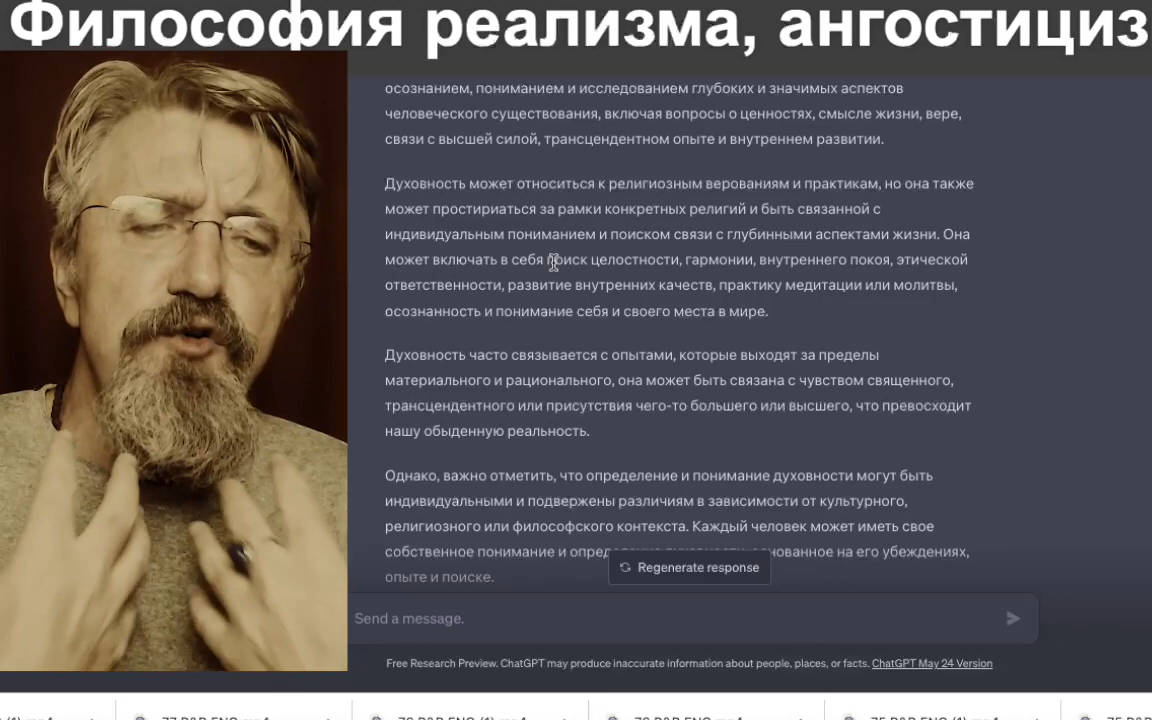 Философия реализма, ангостициз
осознанием, пониманием и исследованием глубоких и значимых аспектов
человеческого существования, включая вопросы о ценностях, смысле жизни, вере,
связи с высшей силой, трансцендентном опыте и внутреннем развитии.
Духовность может относиться к религиозным верованиям и практикам, но она также
может простириаться за рамки конкретных религий и быть связанной с
индивидуальным пониманием и поиском связи с глубинными аспектами жизни. Она
может включать в себя поиск целостности, гармонии, внутреннего покоя, этической
ответственности, развитие внутренних качеств, практику медитации или молитвы,
осознанность и понимание себя и своего места в мире.
Духовность часто связывается с опытами, которые выходят за пределы
материального и рационального, она может быть связана с чувством священного,
трансцендентного или присутствия чего-то большего или высшего, что превосходит
нашу обыденную реальность.
Однако, важно отметить, что определение и понимание духовности могут быть
индивидуальными и подвержены различиям в зависимости от культурного,
религиозного или философского контекста. Каждый человек может иметь свое
собственное понимание и на его убеждениях,
опыте и поиске.
Regenerate response
Send a message.
Free Research Preview. ChatGPT may produce inaccurate information about people, places, or facts. ChatGPT May 24 Version